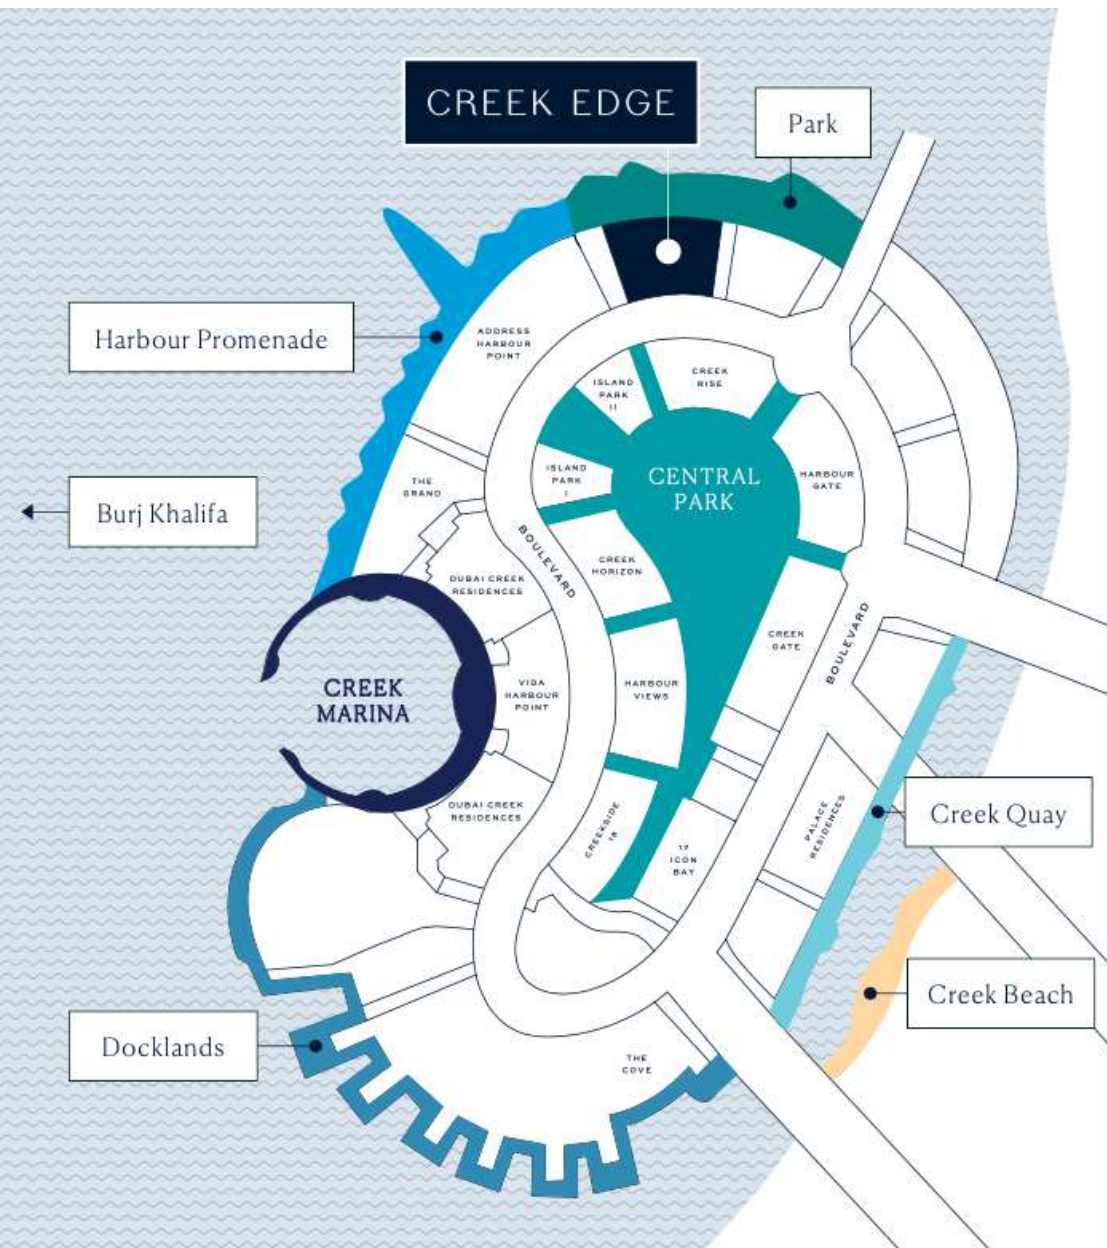 CREEK EDGE
Park
Harbour Promenade
ADDRESS
HARBOUR
POINT
CREEK
RISE
ISLAND
PARK
II
ISLAND
PARK
I
CENTRAL
PARK
HARBOUR
GATE
THE
GRAND
Burj Khalifa
BOULEVARD
CREEK
HORIZON
DUBAI CREEK
RESIDENCES
CREEK
GATE
BOULEVARD
CREEK
MARINA
VIDA
HARBOUR
POINT
HARBOUR
VIEWS
DUBAI CREEK
RESIDENCES
CREEKSIDE
18
17
ICON
BAY
PALACE
RESIDENCES
Creek Quay
Creek Beach
Docklands
THE
COVE